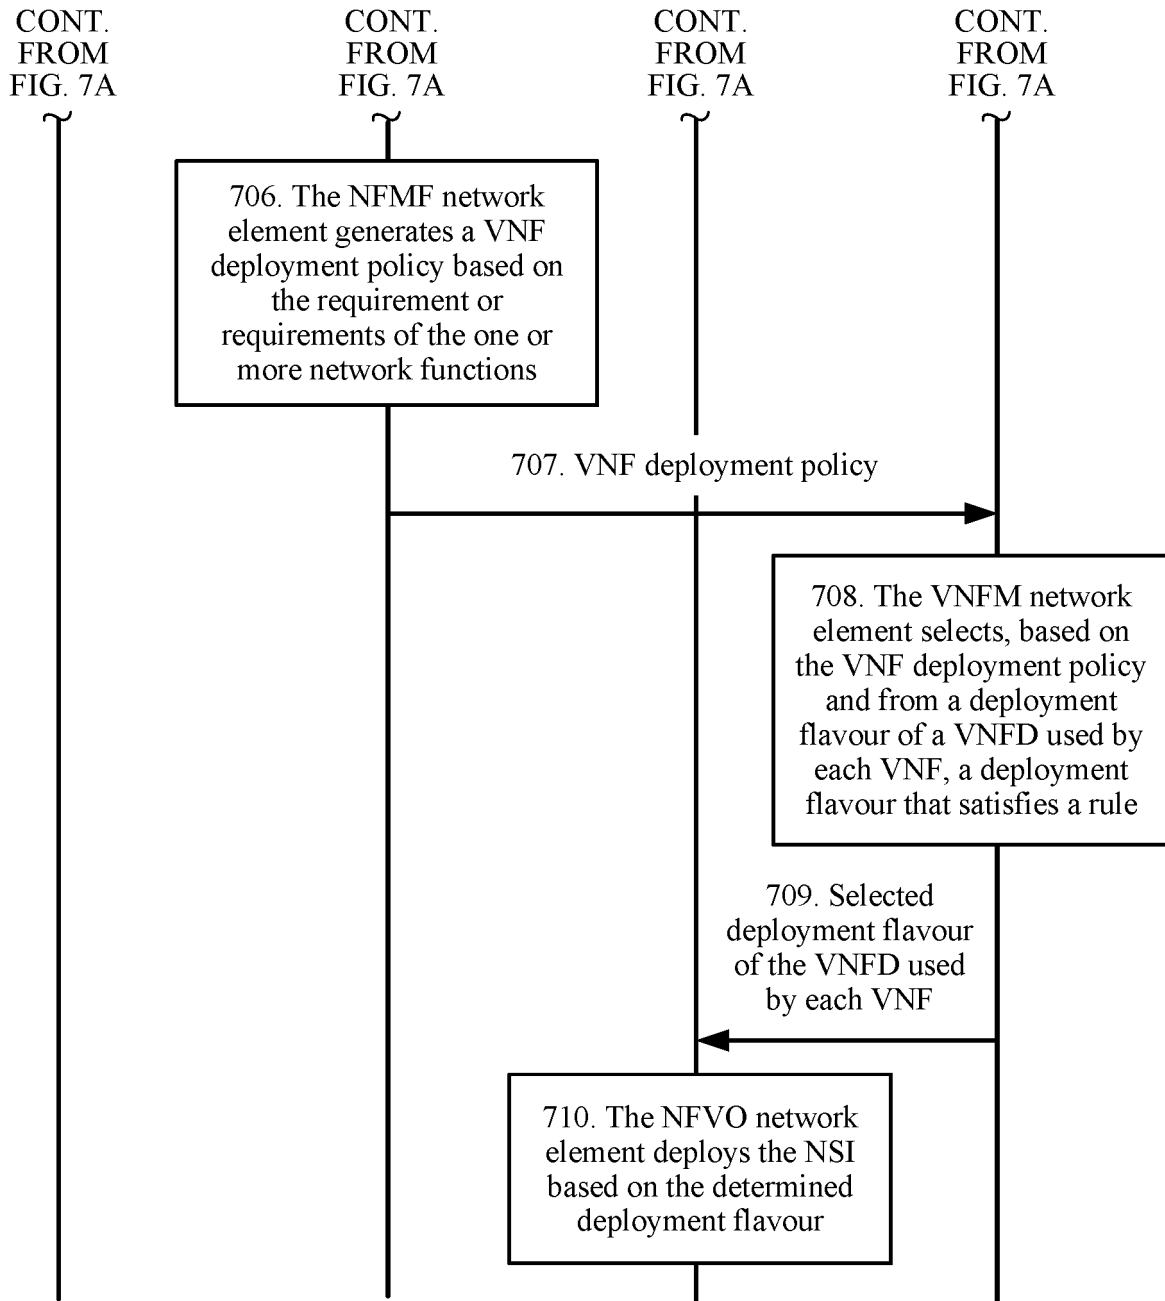 CONT.
FROM
FIG. 7A
CONT.
FROM
FIG. 7A
CONT.
FROM
FIG. 7A
CONT.
FROM
FIG. 7A
706. The NFMF network
element generates a VNF
deployment policy based on
the requirement or
requirements of the one or
more network functions
707. VNF deployment policy
708. The VNFM network
element selects, based on
the VNF deployment policy
and from a deployment
flavour of a VNFD used by
each VNF, a deployment
flavour that satisfies a rule
709. Selected
deployment flavour
of the VNFD used
by each VNF
710. The NFVO network
element deploys the NSI
based on the determined
deployment flavour